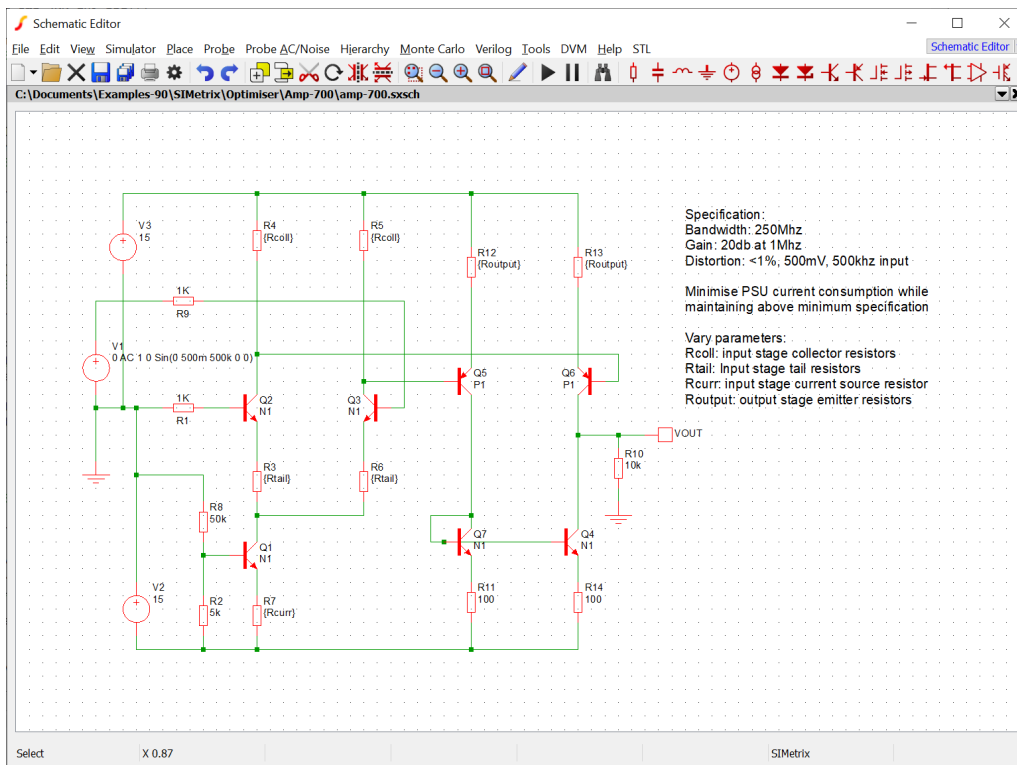 Schematic Editor
File Edit View Simulator Place Probe Probe AC/Noise Hierarchy Monte Carlo Verilog Tools DVM Help STL
Schematic Editor
C:\Documents\Examples-90\SIMetrix\Optimiser\Amp-700\amp-700.sxsch
V3
15
R4
{Rcoll}
R5
{Rcoll}
R12
{Routput}
R13
{Routput}
Specification:
Bandwidth: 250Mhz
Gain: 20db at 1Mhz
Distortion: <1%, 500mV, 500khz input
Minimise PSU current consumption while
maintaining above minimum specification
Vary parameters:
Rcoll: input stage collector resistors
Rtail: Input stage tail resistors
Rcurr: input stage current source resistor
Routput: output stage emitter resistors
1K
R9
V1
0 AC 1 0 Sin(0 500m 500k 0 0)
Q5
P1
Q6
P1
1K
R1
Q2
N1
Q3
N1
VOUT
R10
10k
R3
{Rtail}
R6
{Rtail}
R8
50k
Q1
N1
Q7
N1
Q4
N1
V2
15
R2
5k
R7
{Rcurr}
R11
100
R14
100
Select
X 0.87
SIMetrix